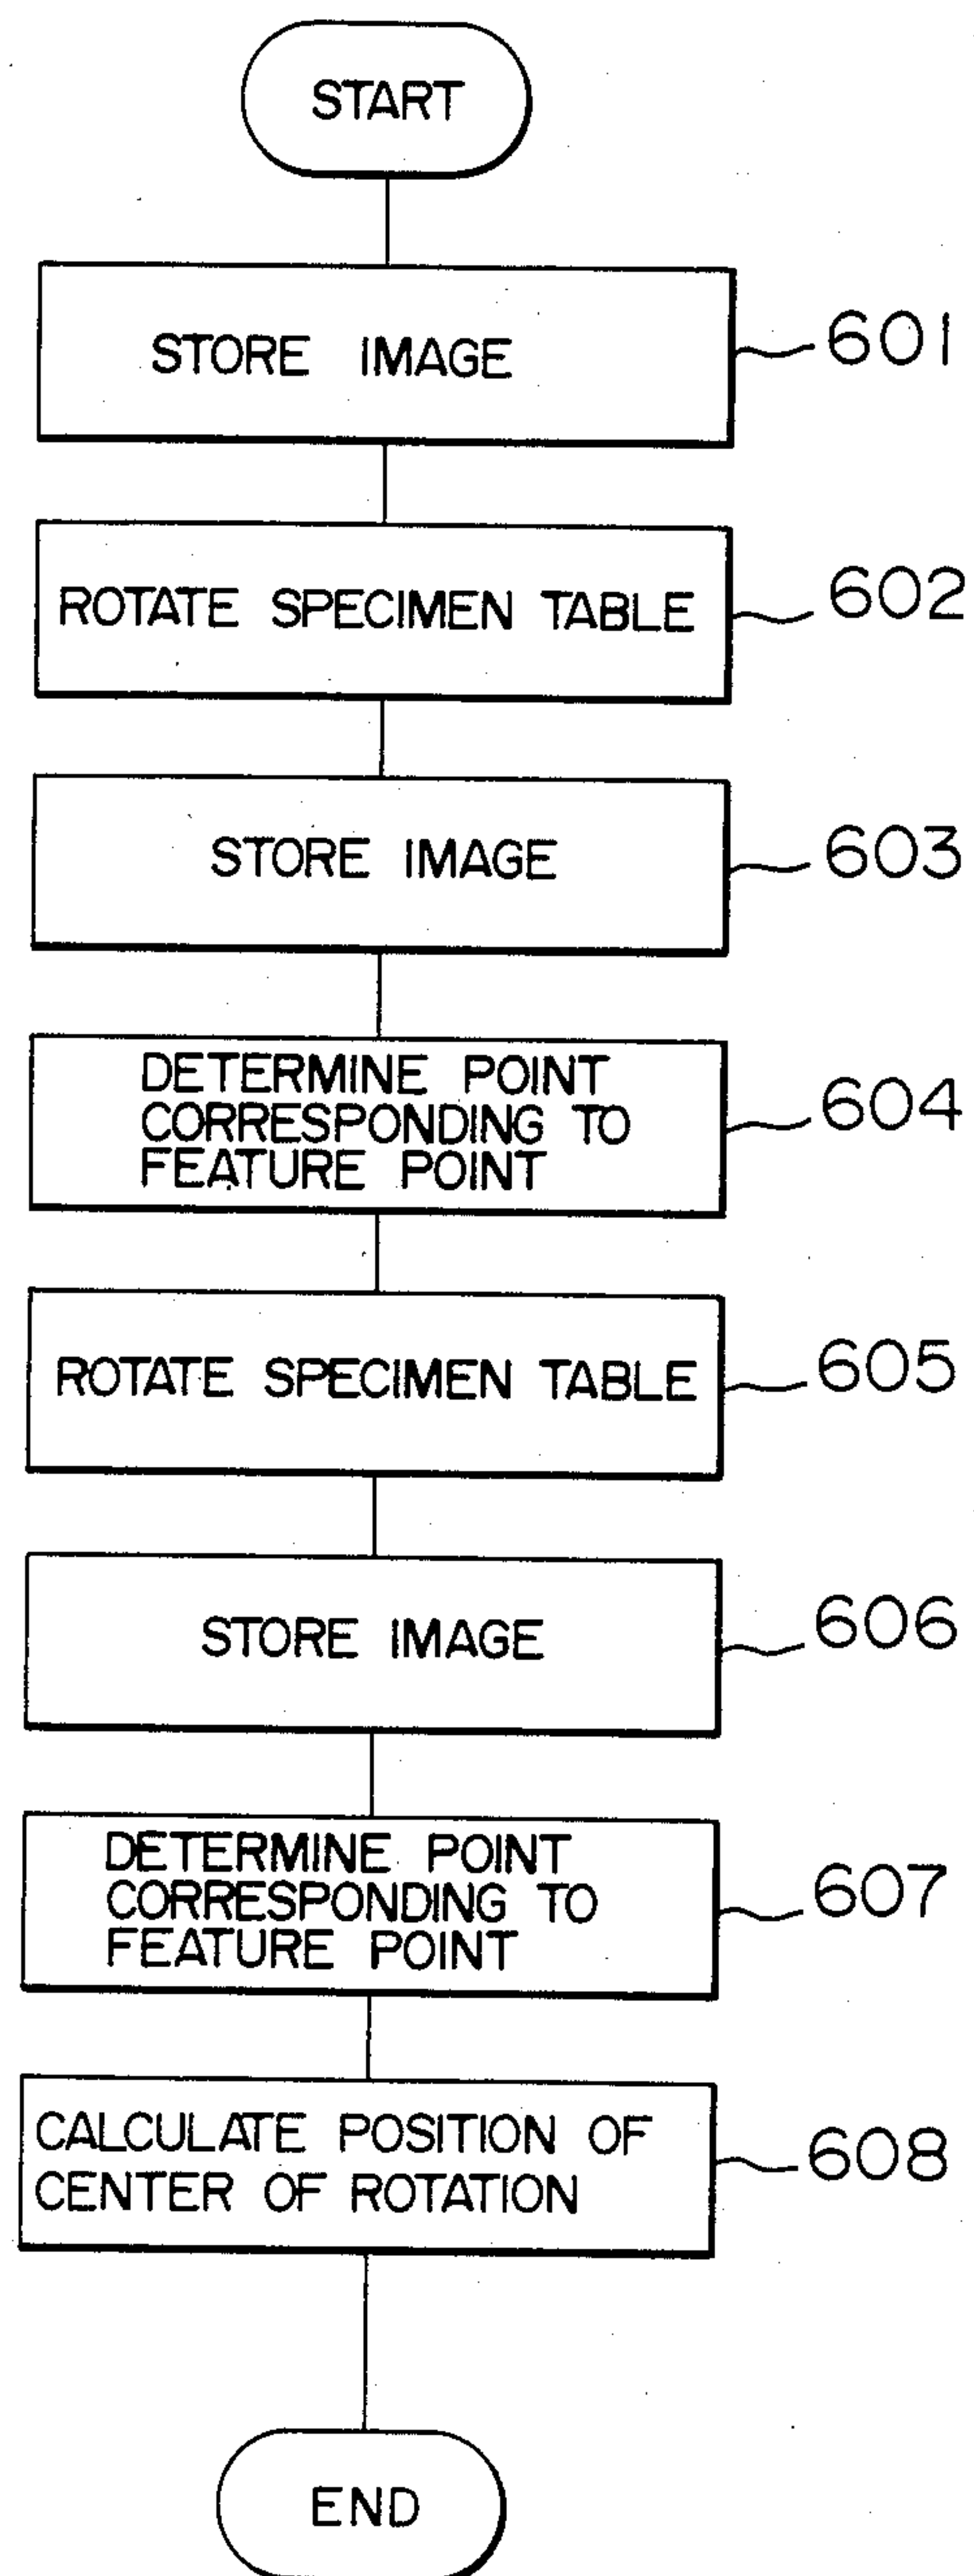 START
STORE IMAGE
601
ROTATE SPECIMEN TABLE
602
STORE IMAGE
603
DETERMINE POINT
CORRESPONDING TO
FEATURE POINT
604
ROTATE SPECIMEN TABLE
605
STORE IMAGE
606
DETERMINE POINT
CORRESPONDING TO
FEATURE POINT
607
CALCULATE POSITION OF
CENTER OF ROTATION
608
END